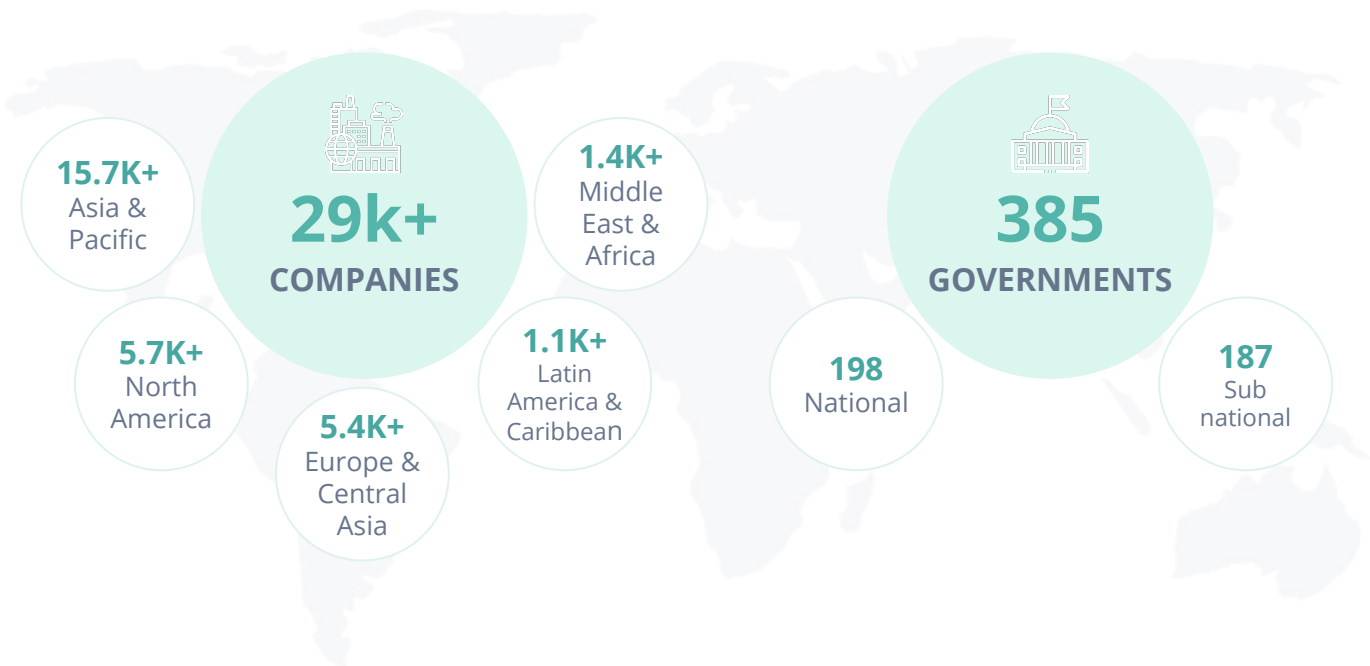 29k+
COMPANIES
15.7K+
Asia &
Pacific
5.7K+
North
America
5.4K+
Europe &
Central
Asia
1.1K+
Latin
America &
Caribbean
1.4K+
Middle
East &
Africa
385
GOVERNMENTS
198
National
187
Sub
national